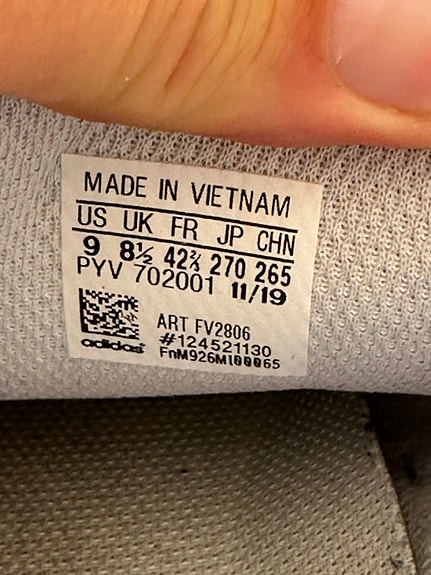 MADE IN VIETNAM
US UK FR JP CHN
9 8½ 42⅔ 270 265
PYV 702001 11/19
ART FV2806
#124521130
adidas FnM926Ml00065